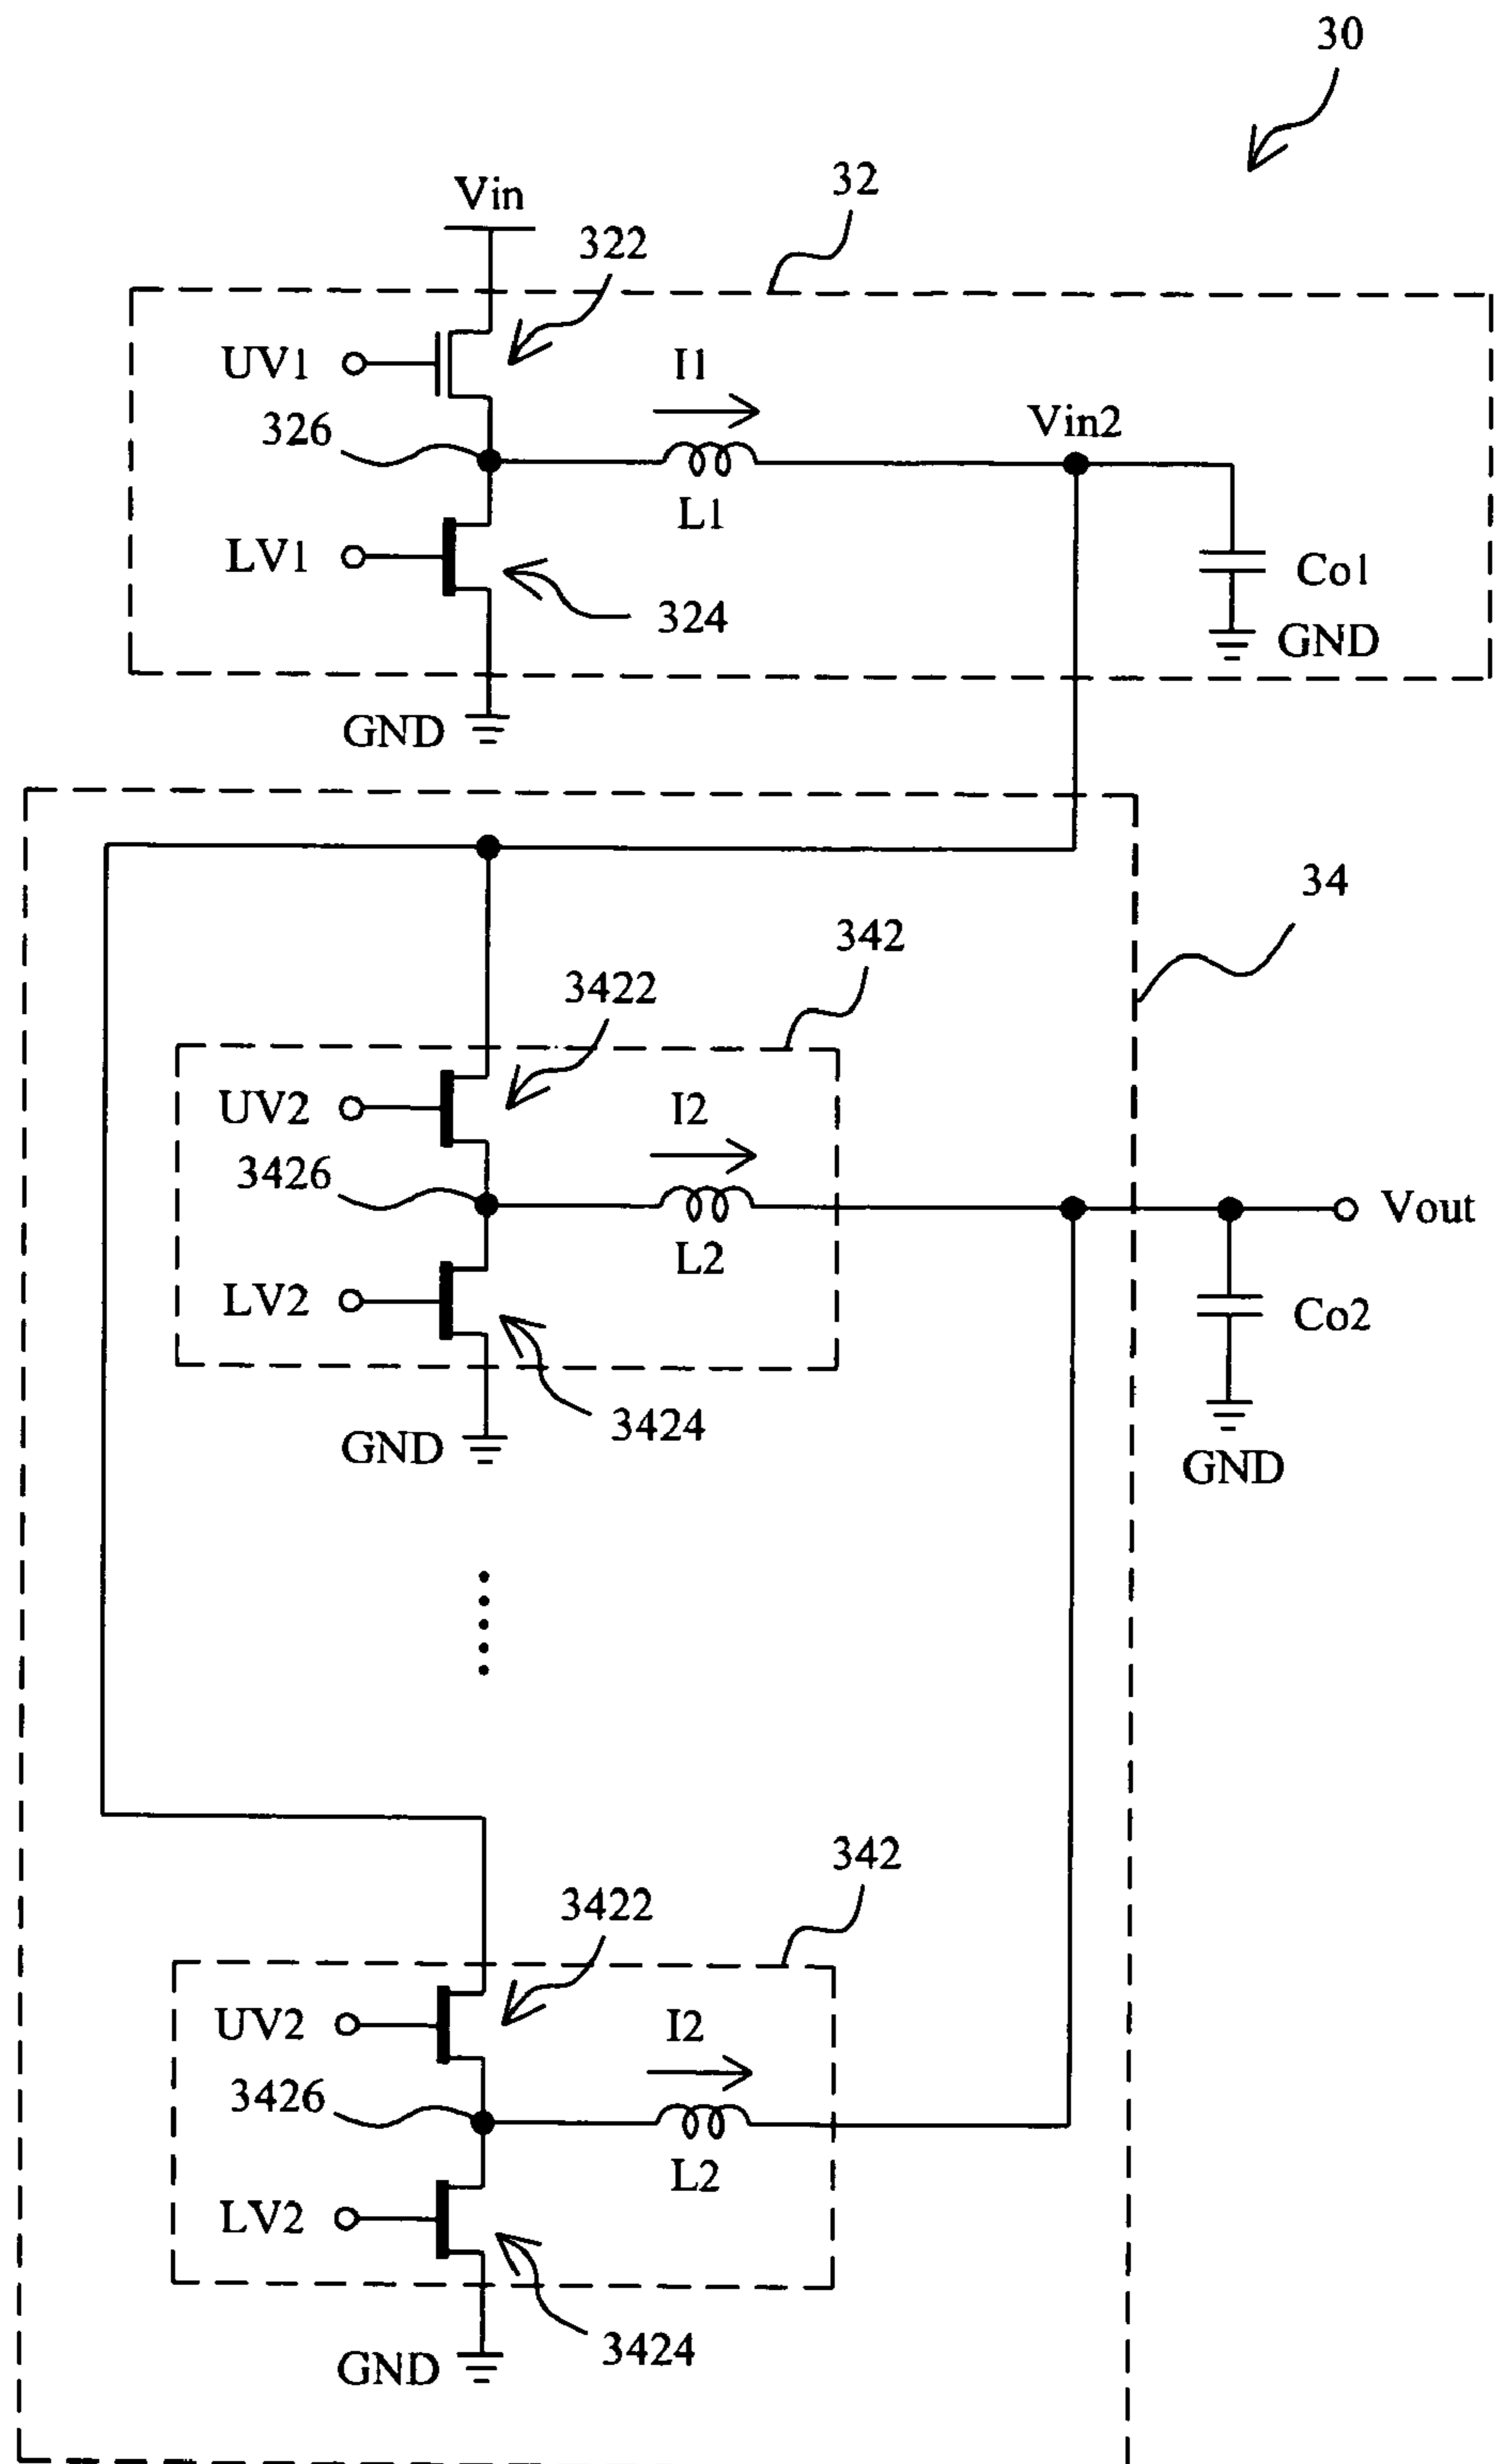 30
32
Vin
322
UV1
I1
326
Vin2
L1
LV1
Co1
324
GND
GND
34
342
3422
UV2
I2
3426
Vout
L2
LV2
Co2
3424
GND
GND
342
3422
UV2
I2
3426
L2
LV2
3424
GND